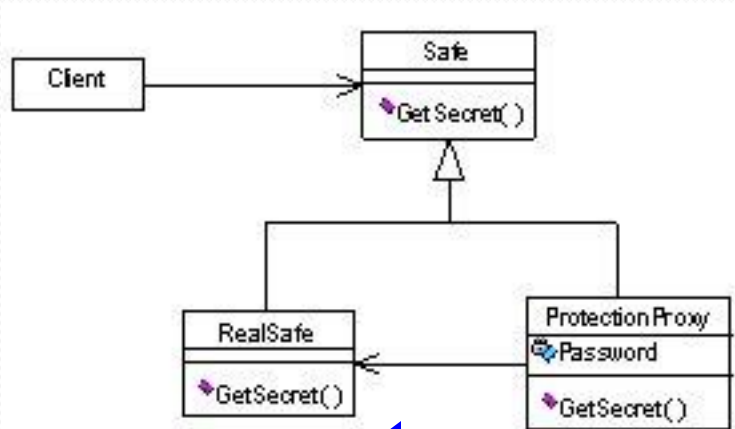 Client
Safe
GetSecret( )
RealSafe
GetSecret( )
ProtectionProxy
Password
GetSecret( )